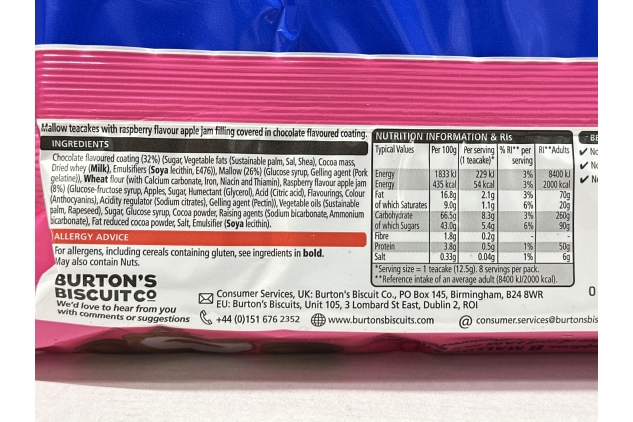 Mallow teacakes with raspberry flavour apple jam filling covered in chocolate flavoured coating.
INGREDIENTS
Chocolate flavoured coating (32%) (Sugar, Vegetable fats (Sustainable palm, Sal, Shea), Cocoa mass,
Dried whey (Milk), Emulsifiers (Soya lecithin, E476)), Mallow (26%) (Glucose syrup, Gelling agent (Pork
gelatine)), Wheat flour (with Calcium carbonate, Iron, Niacin and Thiamin), Raspberry flavour apple jam
(8%) (Glucose-fructose syrup, Apples, Sugar, Humectant (Glycerol), Acid (Citric acid), Flavourings, Colour
(Anthocyanins), Acidity regulator (Sodium citrates), Gelling agent (Pectin)), Vegetable oils (Sustainable
palm, Rapeseed), Sugar, Glucose syrup, Cocoa powder, Raising agents (Sodium bicarbonate, Ammonium
bicarbonate), Fat reduced cocoa powder, Salt, Emulsifier (Soya lecithin).
ALLERGY ADVICE
For allergens, including cereals containing gluten, see ingredients in bold.
May also contain Nuts.
BURTON'S
BISCUIT CO
We'd love to hear from you
with comments or suggestions
NUTRITION INFORMATION & RIs
Typical Values Per 100g Per serving (1 teacake)* % RI** per serving RI**Adults
Energy 1833 kJ 229 kJ 3% 8400 kJ
Energy 435 kcal 54 kcal 3% 2000 kcal
Fat 16.8g 2.1g 3% 70g
of which Saturates 9.0g 1.1g 6% 20g
Carbohydrate 66.5g 8.3g 3% 260g
of which Sugars 43.0g 5.4g 6% 90g
Fibre 1.8g 0.2g - -
Protein 3.8g 0.5g 1% 50g
Salt 0.33g 0.04g 1% 6g
*Serving size = 1 teacake (12.5g). 8 servings per pack.
**Reference intake of an average adult (8400 kJ/2000 kcal).
Consumer Services, UK: Burton's Biscuit Co., PO Box 145, Birmingham, B24 8WR
EU: Burton's Biscuits, Unit 105, 3 Lombard St East, Dublin 2, ROI
+44 (0)151 676 2352 www.burtonsbiscuits.com @ consumer.services@burtonsbis
BE
✓ No
✓ No
✓ N
0